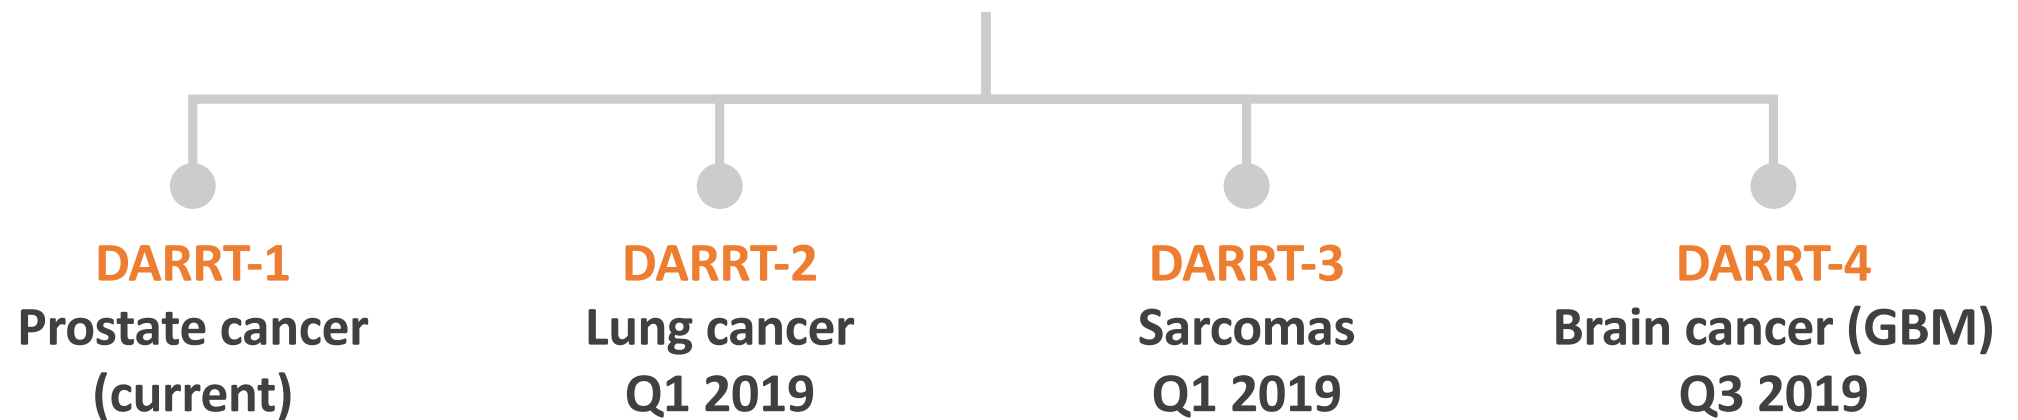 DARRT-1
Prostate cancer
(current)
DARRT-2
Lung cancer
Q1 2019
DARRT-3
Sarcomas
Q1 2019
DARRT-4
Brain cancer (GBM)
Q3 2019